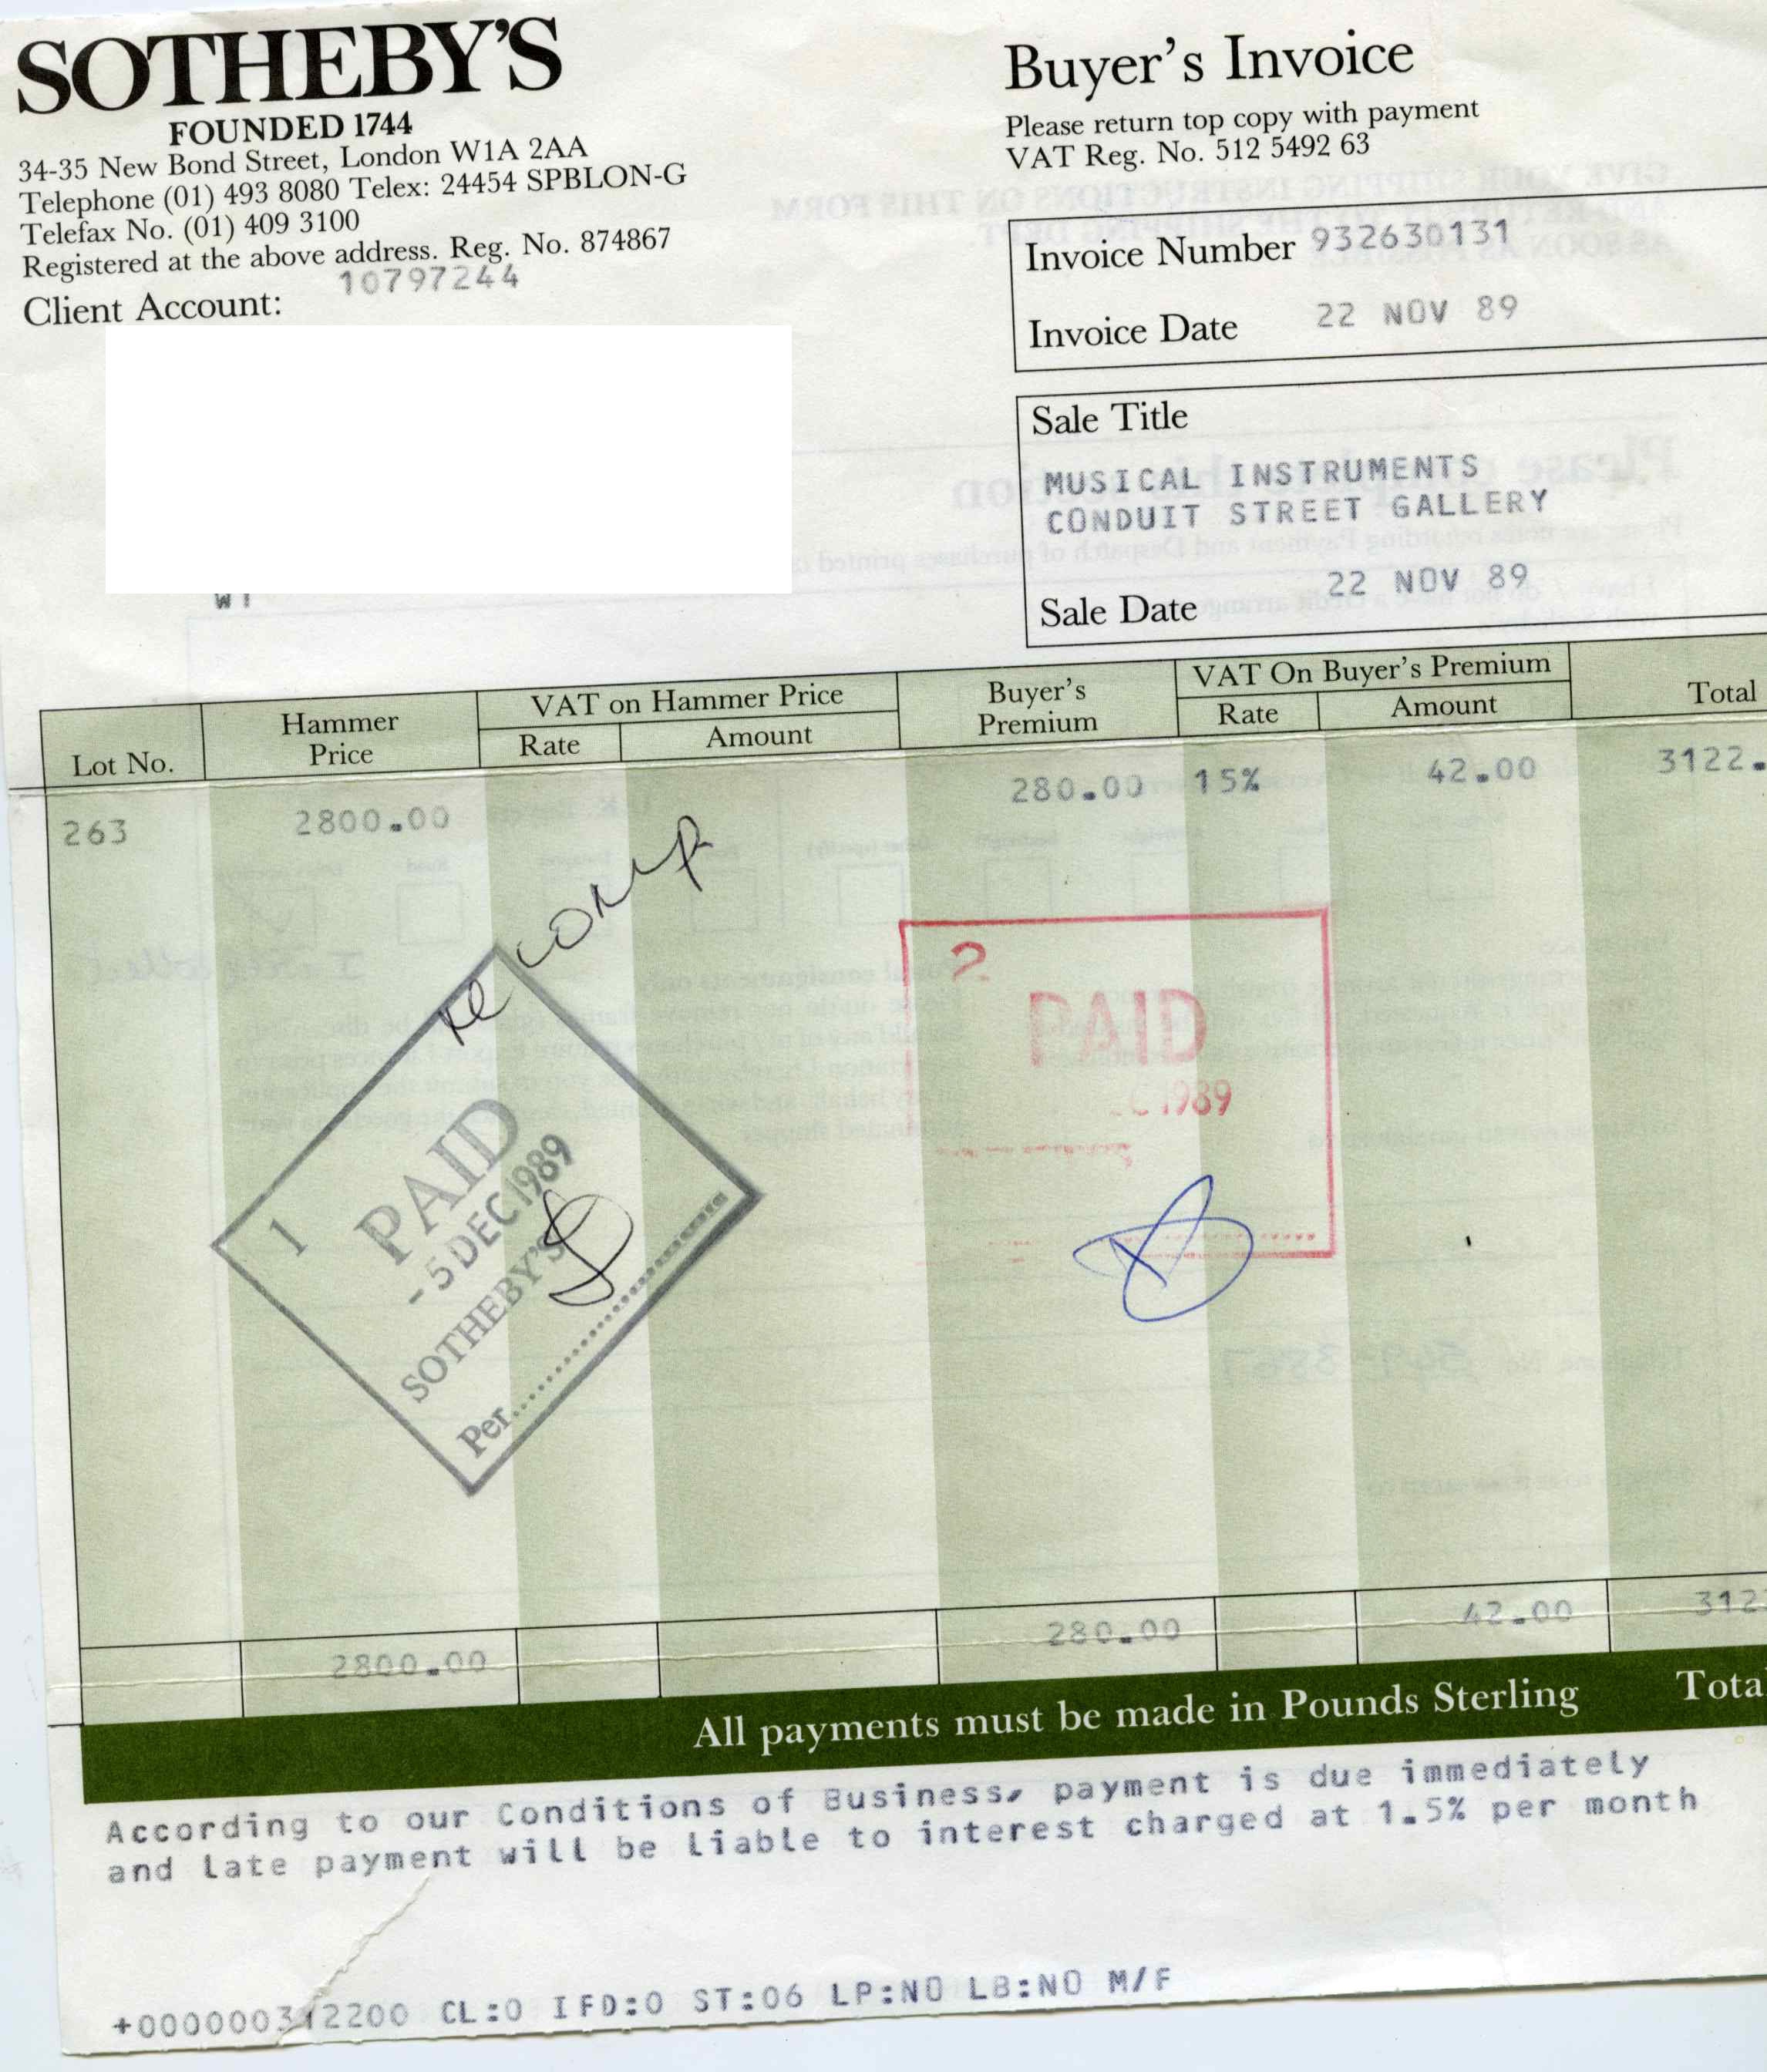 SOTHEBY'S
FOUNDED 1744
34-35 New Bond Street, London W1A 2AA
Telephone (01) 493 8080 Telex: 24454 SPBLON-G
Telefax No. (01) 409 3100
Registered at the above address. Reg. No. 874867
10797244
Client Account:
W1
Buyer's Invoice
Please return top copy with payment
VAT Reg. No. 512 5492 63
Invoice Number 932630131
Invoice Date 22 NOV 89
Sale Title
MUSICAL INSTRUMENTS
CONDUIT STREET GALLERY
Sale Date 22 NOV 89
Lot No. Hammer Price VAT on Hammer Price Rate Amount Buyer's Premium VAT On Buyer's Premium Rate Amount Total
263 2800.00 280.00 15% 42.00 3122.
1
PAID
-5 DEC 1989
SOTHEBY'S
Per
2
PAID
1989
2800.00 280.00 42.00 312
All payments must be made in Pounds Sterling Tota
According to our Conditions of Business, payment is due immediately
and late payment will be liable to interest charged at 1.5% per month
+000000312200 CL:0 IFD:0 ST:06 LP:NO LB:NO M/F